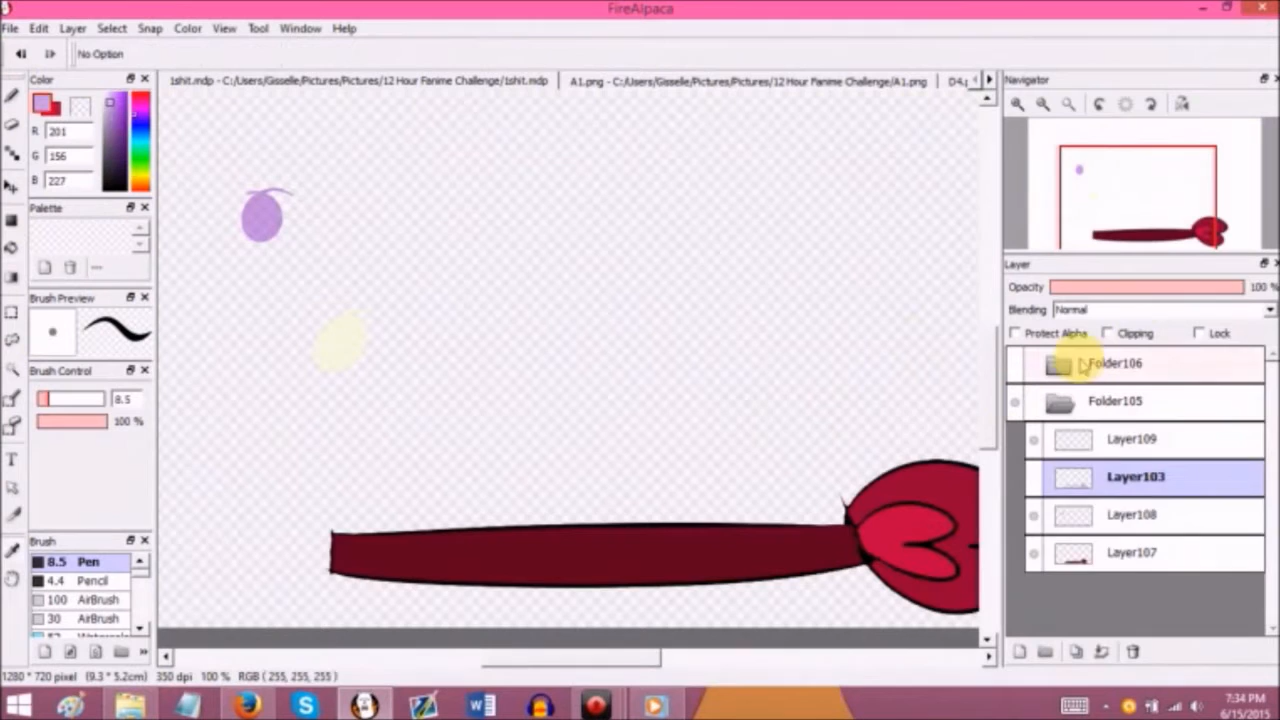 FireAlpaca
File Edit Layer Select Snap Color View Tool Window Help
No Option
Color
1shit.mdp - C:/Users/Gisselle/Pictures/Pictures/12 Hour Fanime Challenge/1shit.mdp
A1.png - C:/Users/Gisselle/Pictures/Pictures/12 Hour Fanime Challenge/A1.png
D4.
Navigator
R 201
G 156
B 227
Palette
Brush Preview
Brush Control
8.5
100 %
Layer
Opacity 100 %
Blending Normal
Protect Alpha Clipping Lock
Folder106
Folder105
Layer109
Layer103
Layer108
Layer107
T
Brush
8.5 Pen
4.4 Pencil
100 AirBrush
30 AirBrush
1280 * 720 pixel (9.3 * 5.2cm) 350 dpi 100 % RGB ( 255, 255, 255 )
7:34 PM
6/15/2015